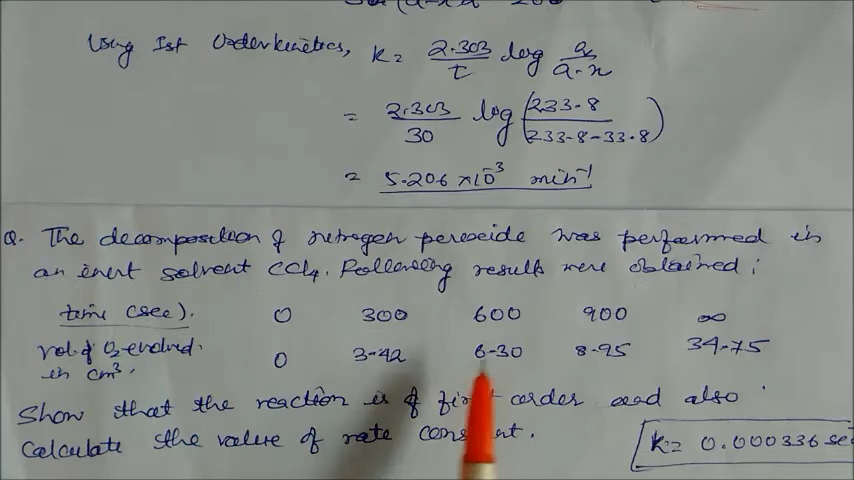 Using Ist Order kinetics, k = 2.303/t log a/a-x
= 2.303/30 log (233.8/233.8-33.8)
= 5.206 × 10⁻³ min⁻¹
Q. The decomposition of nitrogen peroxide was performed in
an inert solvent CCl4. Following results were obtained:
time (sec). 0 300 600 900 ∞
vol. of O2 evolved. 0 3.42 6.30 8.95 34.75
in cm³.
Show that the reaction is of first order and also
Calculate the value of rate constant.
k = 0.000336 sec